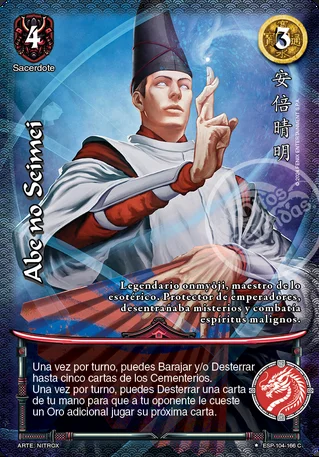 4
3
Sacerdote
安倍晴明
Abe no Seimei
Legendario onmyōji, maestro de lo
esotérico. Protector de emperadores,
desentrañaba misterios y combatía
espíritus malignos.
Una vez por turno, puedes Barajar y/o Desterrar
hasta cinco cartas de los Cementerios.
Una vez por turno, puedes Desterrar una carta
de tu mano para que a tu oponente le cueste
un Oro adicional jugar su próxima carta.
ARTE: NITROX
ESP-104-166 C